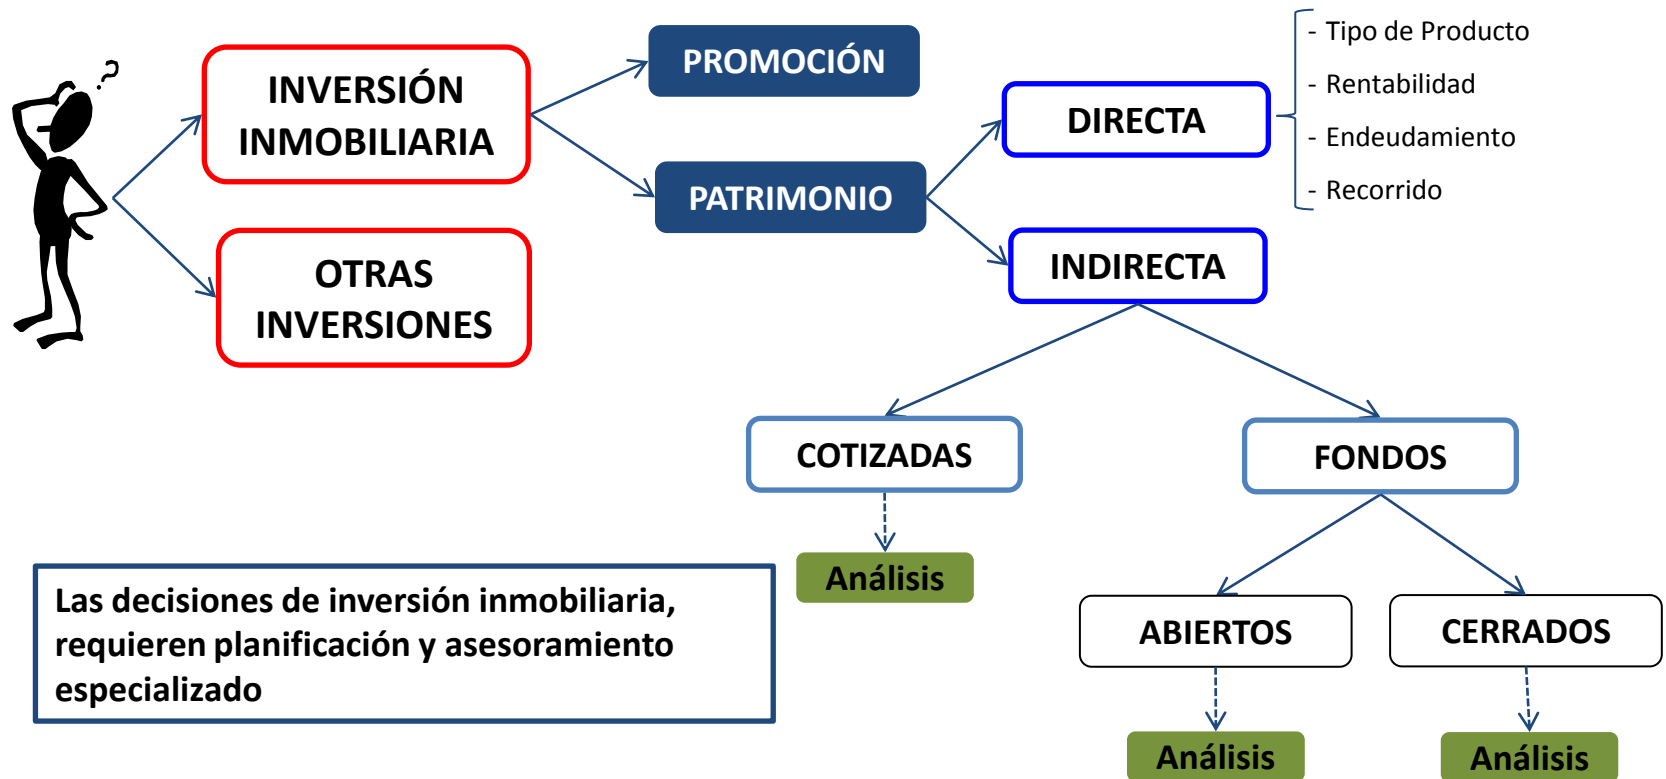 ?
INVERSIÓN
INMOBILIARIA
OTRAS
INVERSIONES
PROMOCIÓN
PATRIMONIO
DIRECTA
- Tipo de Producto
- Rentabilidad
- Endeudamiento
- Recorrido
INDIRECTA
COTIZADAS
FONDOS
Análisis
ABIERTOS
CERRADOS
Análisis
Análisis
Las decisiones de inversión inmobiliaria,
requieren planificación y asesoramiento
especializado